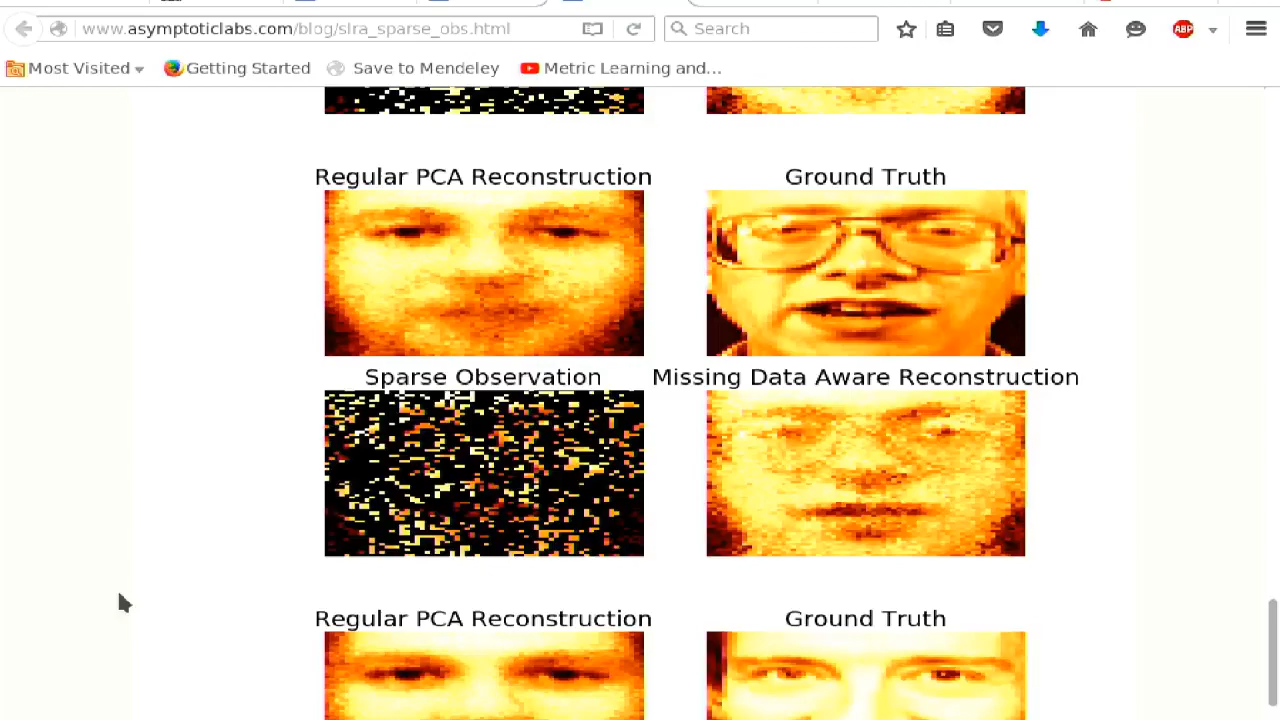 www.asymptoticlabs.com/blog/slra_sparse_obs.html
Search
ABP
Most Visited
Getting Started
Save to Mendeley
Metric Learning and...
Regular PCA Reconstruction
Ground Truth
Sparse Observation
Missing Data Aware Reconstruction
Regular PCA Reconstruction
Ground Truth